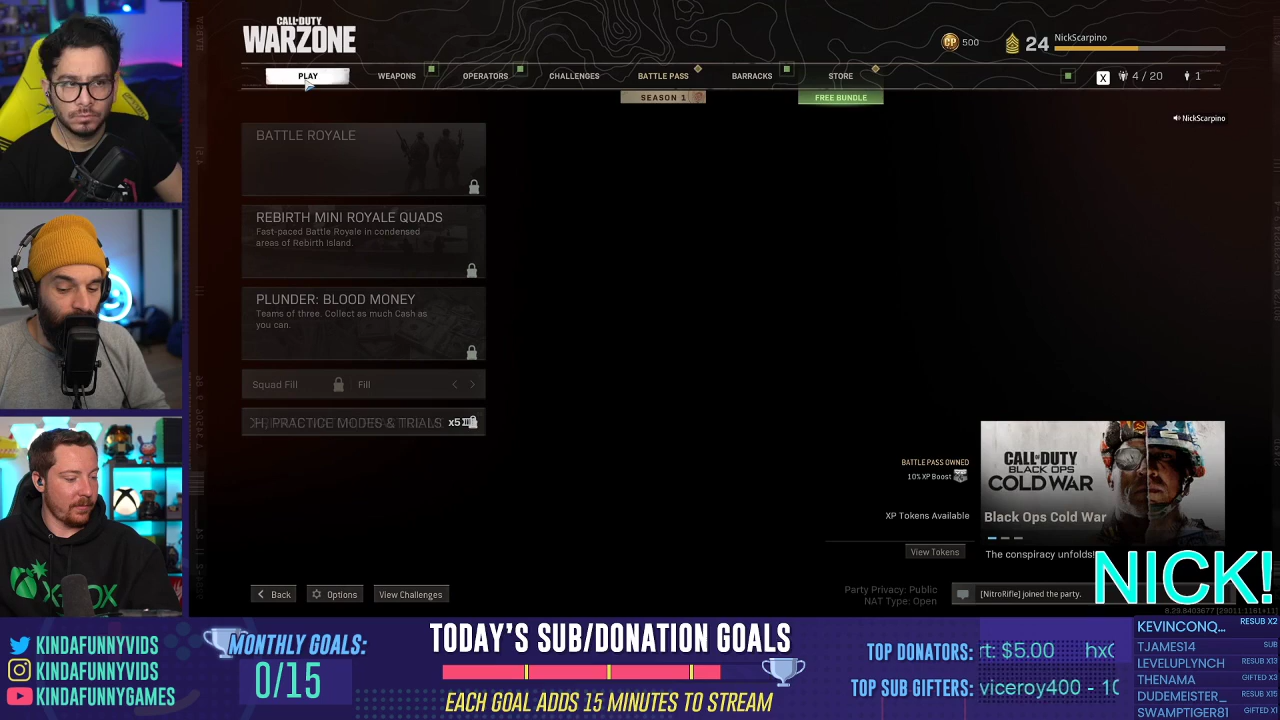 CALL OF DUTY
WARZONE
CP 500
24
NickScarpino
PLAY
WEAPONS
OPERATORS
CHALLENGES
BATTLE PASS
BARRACKS
STORE
X
4 / 20
1
SEASON 1
FREE BUNDLE
NickScarpino
BATTLE ROYALE
REBIRTH MINI ROYALE QUADS
Fast-paced Battle Royale in condensed
areas of Rebirth Island.
PLUNDER: BLOOD MONEY
Teams of three. Collect as much Cash as
you can.
Squad Fill
Fill
H, PRACTICE MODES & TRIALS
x5
BATTLE PASS OWNED
10% XP Boost
XP Tokens Available
View Tokens
CALL OF DUTY
BLACK OPS
COLD WAR
Black Ops Cold War
The conspiracy unfolds!
Back
Options
View Challenges
Party Privacy: Public
NAT Type: Open
[NitroRifle] joined the party.
NICK!
XBOX
KINDAFUNNYVIDS
KINDAFUNNYVIDS
KINDAFUNNYGAMES
MONTHLY GOALS:
0/15
TODAY'S SUB/DONATION GOALS
EACH GOAL ADDS 15 MINUTES TO STREAM
TOP DONATORS:
rt: $5.00
TOP SUB GIFTERS:
viceroy400 -
KEVINCONQ... RESUB X2
TJAMES14 SUB
LEVELUPLYNCH RESUB X13
THENAMA GIFTED X3
DUDEMEISTER_ RESUB X15
SWAMPTIGER81 GIFTED X1